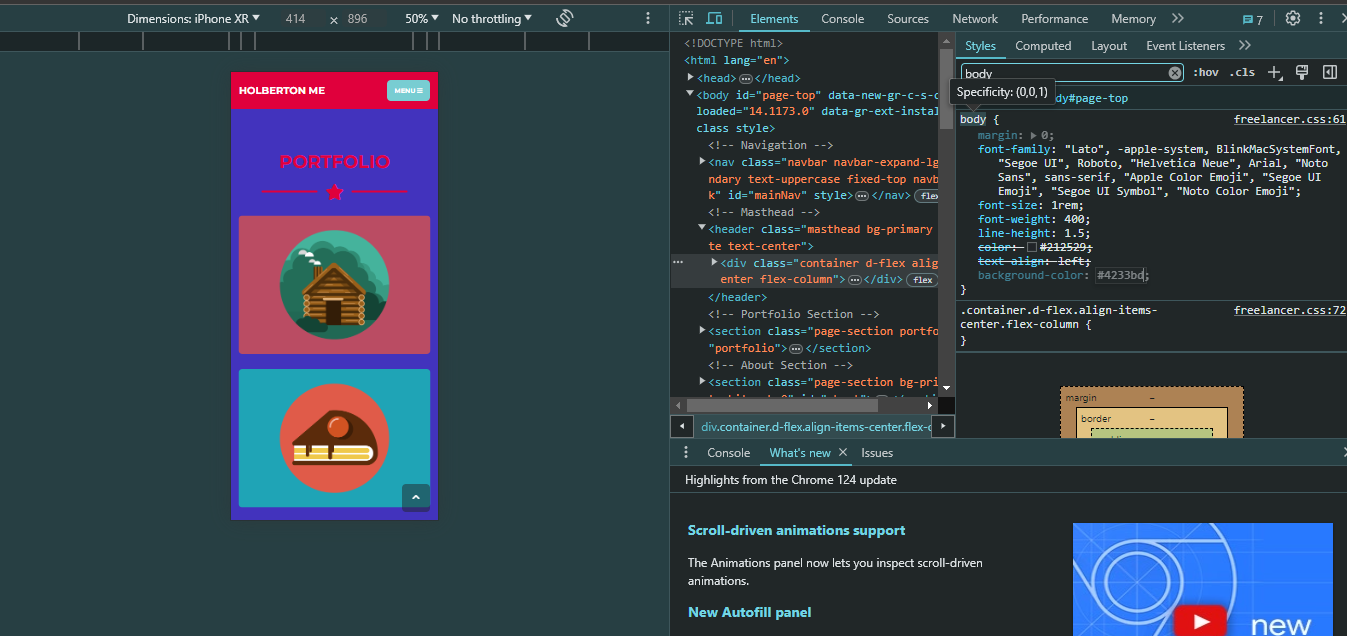 Dimensions: iPhone XR ▼ 414 × 896 50% ▼ No throttling ▼
HOLBERTON ME
MENU ☰
PORTFOLIO
Elements Console Sources Network Performance Memory 7
<!DOCTYPE html>
<html lang="en">
<head> ⋯ </head>
<body id="page-top" data-new-gr-c-s-c
loaded="14.1173.0" data-gr-ext-instal
class style>
<!-- Navigation -->
<nav class="navbar navbar-expand-lg
ndary text-uppercase fixed-top navb
k" id="mainNav" style> ⋯ </nav> flex
<!-- Masthead -->
<header class="masthead bg-primary
te text-center">
<div class="container d-flex alig
enter flex-column"> ⋯ </div> flex
</header>
<!-- Portfolio Section -->
<section class="page-section portfo
"portfolio"> ⋯ </section>
<!-- About Section -->
<section class="page-section bg-pri
div.container.d-flex.align-items-center.flex-c
Styles Computed Layout Event Listeners
body
:hov .cls
Specificity: (0,0,1)
dy#page-top
body { freelancer.css:61
margin: ▶ 0;
font-family: "Lato", -apple-system, BlinkMacSystemFont,
"Segoe UI", Roboto, "Helvetica Neue", Arial, "Noto
Sans", sans-serif, "Apple Color Emoji", "Segoe UI
Emoji", "Segoe UI Symbol", "Noto Color Emoji";
font-size: 1rem;
font-weight: 400;
line-height: 1.5;
color: #212529;
text-align: left;
background-color: #4233bd;
}
.container.d-flex.align-items- freelancer.css:72
center.flex-column {
}
margin –
border –
Console What's new Issues
Highlights from the Chrome 124 update
Scroll-driven animations support
The Animations panel now lets you inspect scroll-driven
animations.
New Autofill panel
new